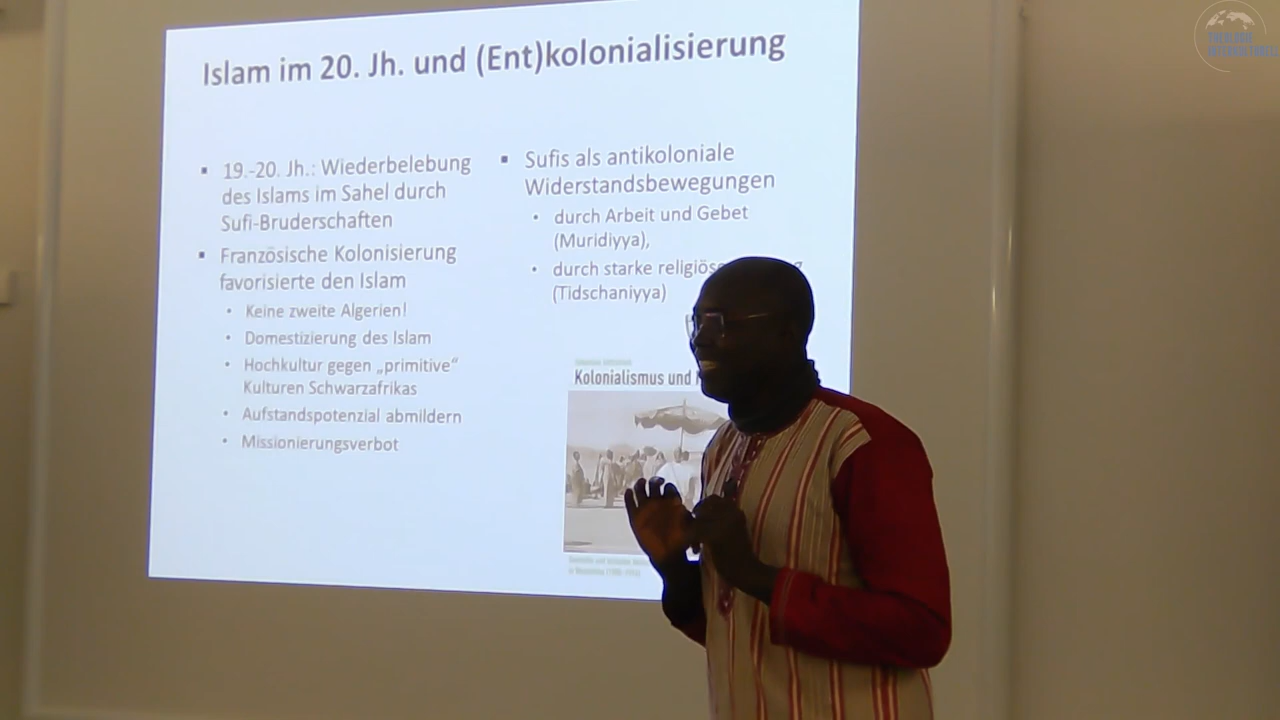 Islam im 20. Jh. und (Ent)kolonialisierung
▪ 19.-20. Jh.: Wiederbelebung
des Islams im Sahel durch
Sufi-Bruderschaften
▪ Französische Kolonisierung
favorisierte den Islam
• Keine zweite Algerien!
• Domestizierung des Islam
• Hochkultur gegen „primitive“
Kulturen Schwarzafrikas
• Aufstandspotenzial abmildern
• Missionierungsverbot
▪ Sufis als antikoloniale
Widerstandsbewegungen
• durch Arbeit und Gebet
(Muridiyya),
• durch starke religiöse
(Tidschaniyya)
Kolonialismus und
THEOLOGIE
INTERKULTURELL